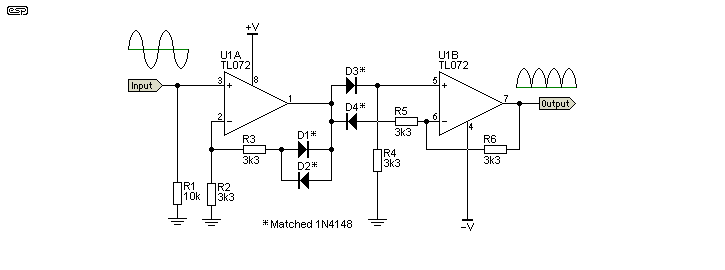 esp
+V
U1A
TL072
U1B
TL072
Input
3
+
8
D3*
5
+
2
−
1
D4*
R5
3k3
6
−
7
Output
4
R3
3k3
D1*
D2*
R6
3k3
R1
10k
R2
3k3
R4
3k3
*Matched 1N4148
−V